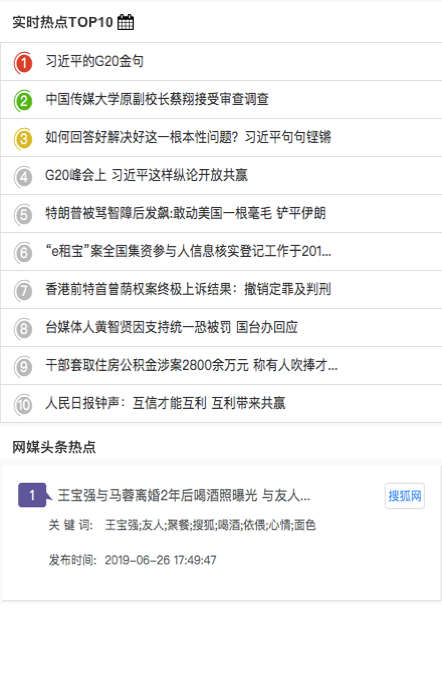 实时热点TOP10
1 习近平的G20金句
2 中国传媒大学原副校长蔡翔接受审查调查
3 如何回答好解决好这一根本性问题？习近平句句铿锵
4 G20峰会上 习近平这样纵论开放共赢
5 特朗普被骂智障后发飙:敢动美国一根毫毛 铲平伊朗
6 “e租宝”案全国集资参与人信息核实登记工作于201...
7 香港前特首曾荫权案终极上诉结果：撤销定罪及判刑
8 台媒体人黄智贤因支持统一恐被罚 国台办回应
9 干部套取住房公积金涉案2800余万元 称有人吹捧才...
10 人民日报钟声：互信才能互利 互利带来共赢
网媒头条热点
1 王宝强与马蓉离婚2年后喝酒照曝光 与友人... 搜狐网
关 键 词: 王宝强;友人;聚餐;搜狐;喝酒;依偎;心情;面色
发布时间: 2019-06-26 17:49:47